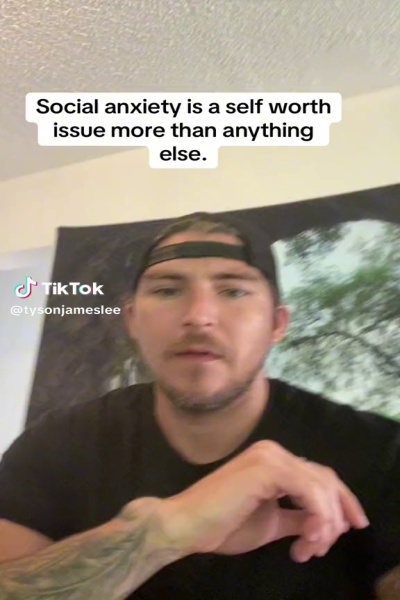 Social anxiety is a self worth
issue more than anything
else.
TikTok
@tysonjameslee